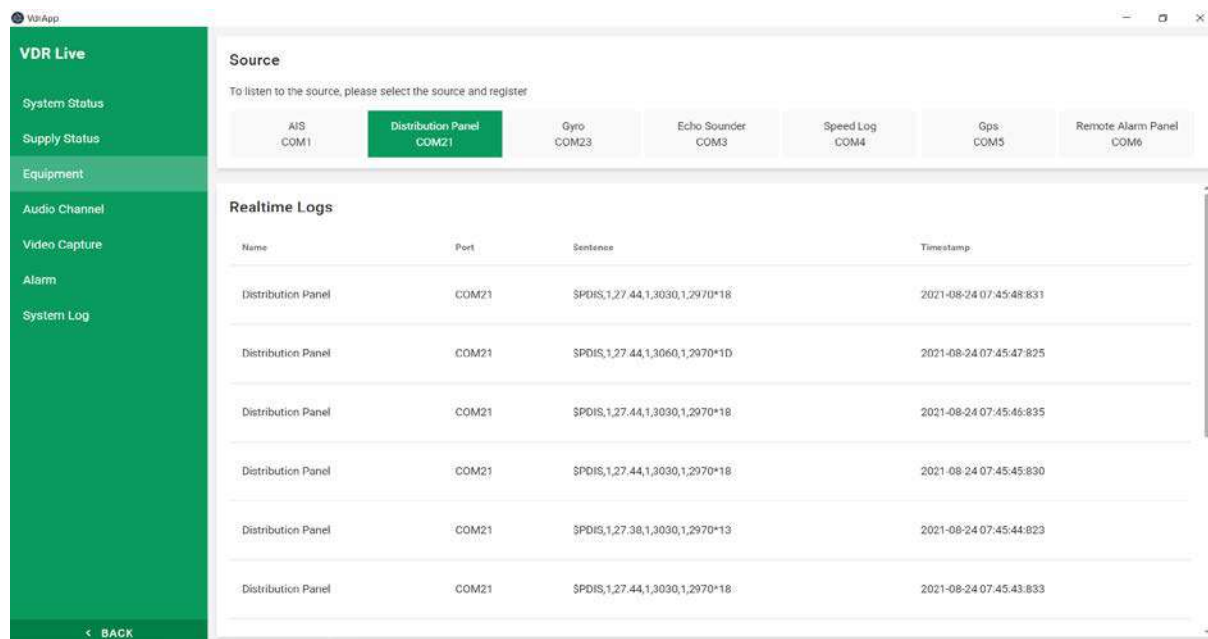 VdrApp
VDR Live
System Status
Supply Status
Equipment
Audio Channel
Video Capture
Alarm
System Log
< BACK
Source
To listen to the source, please select the source and register
AIS COM1
Distribution Panel COM21
Gyro COM23
Echo Sounder COM3
Speed Log COM4
Gps COM5
Remote Alarm Panel COM6
Realtime Logs
Name Port Sentence Timestamp
Distribution Panel COM21 $PDIS,1,27.44,1,3030,1,2970*18 2021-08-24 07:45:48:831
Distribution Panel COM21 $PDIS,1,27.44,1,3060,1,2970*1D 2021-08-24 07:45:47:825
Distribution Panel COM21 $PDIS,1,27.44,1,3030,1,2970*18 2021-08-24 07:45:46:835
Distribution Panel COM21 $PDIS,1,27.44,1,3030,1,2970*18 2021-08-24 07:45:45:830
Distribution Panel COM21 $PDIS,1,27.38,1,3030,1,2970*13 2021-08-24 07:45:44:823
Distribution Panel COM21 $PDIS,1,27.44,1,3030,1,2970*18 2021-08-24 07:45:43:833